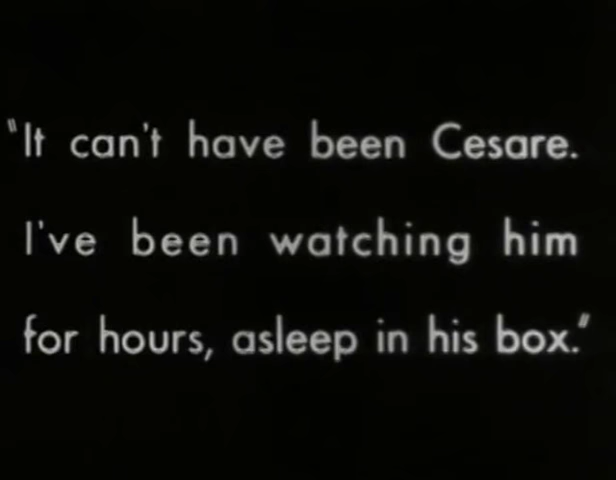 "It can't have been Cesare.
I've been watching him
for hours, asleep in his box."